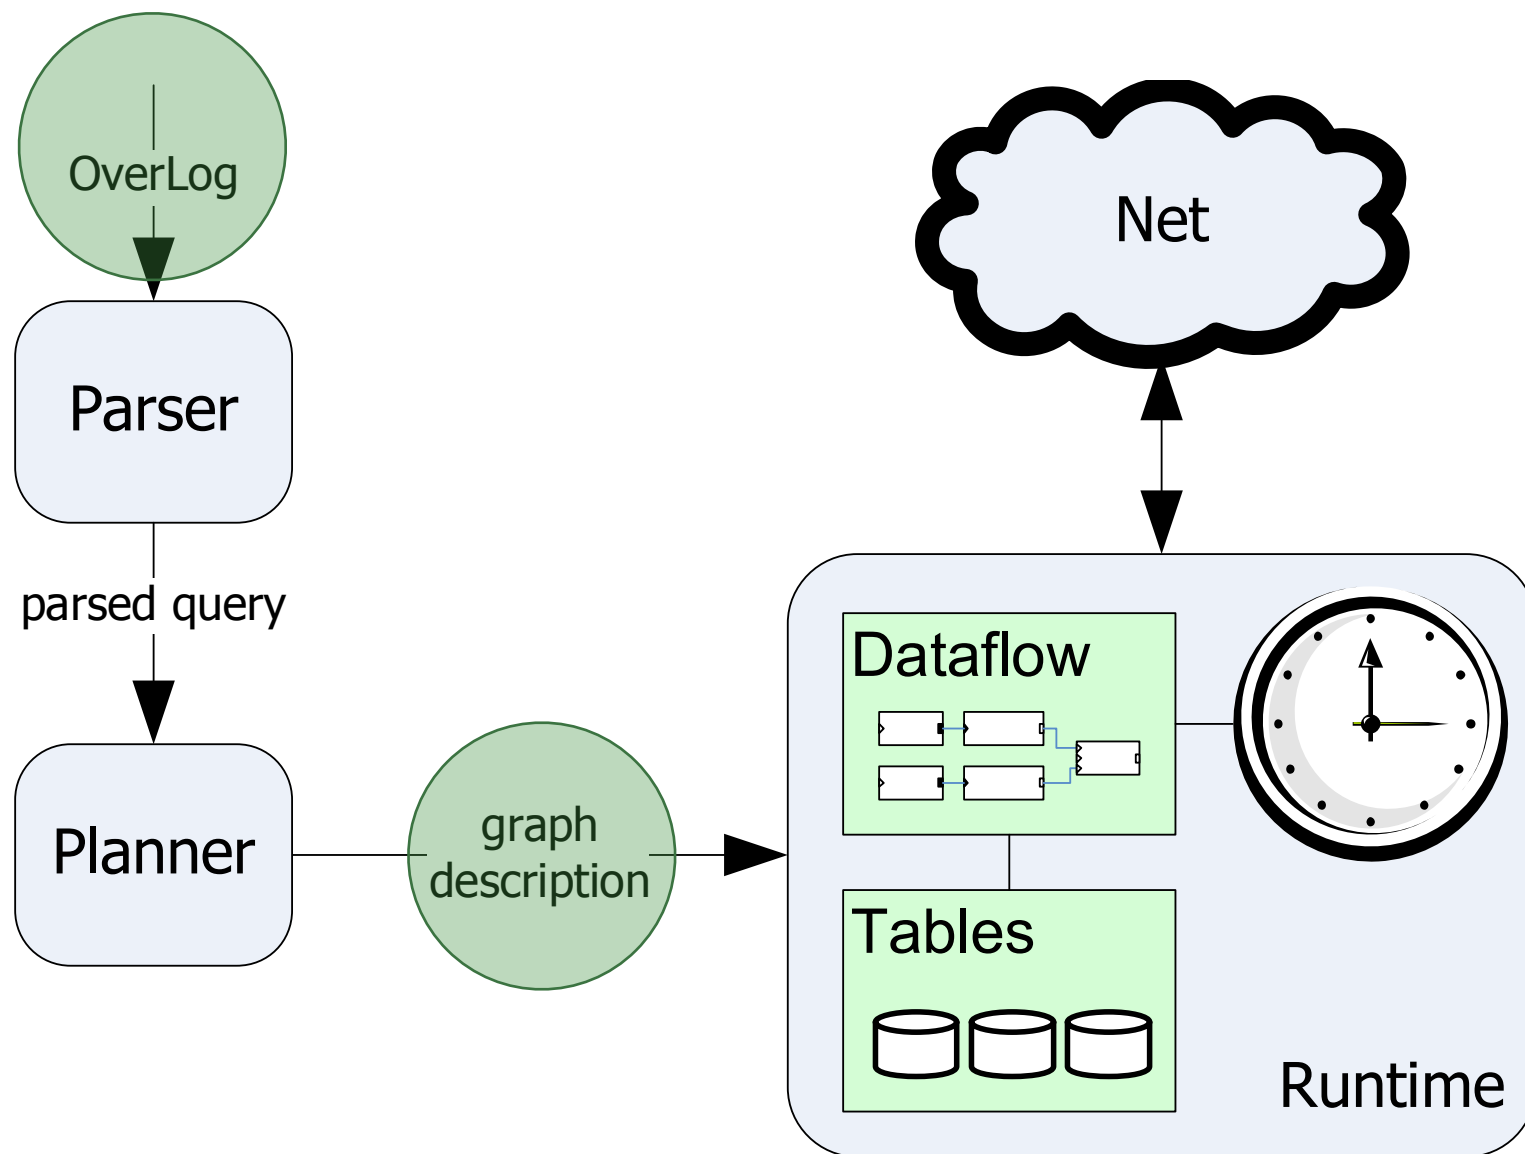 OverLog
Net
Parser
parsed query
Dataflow
Planner
graph
description
Tables
Runtime